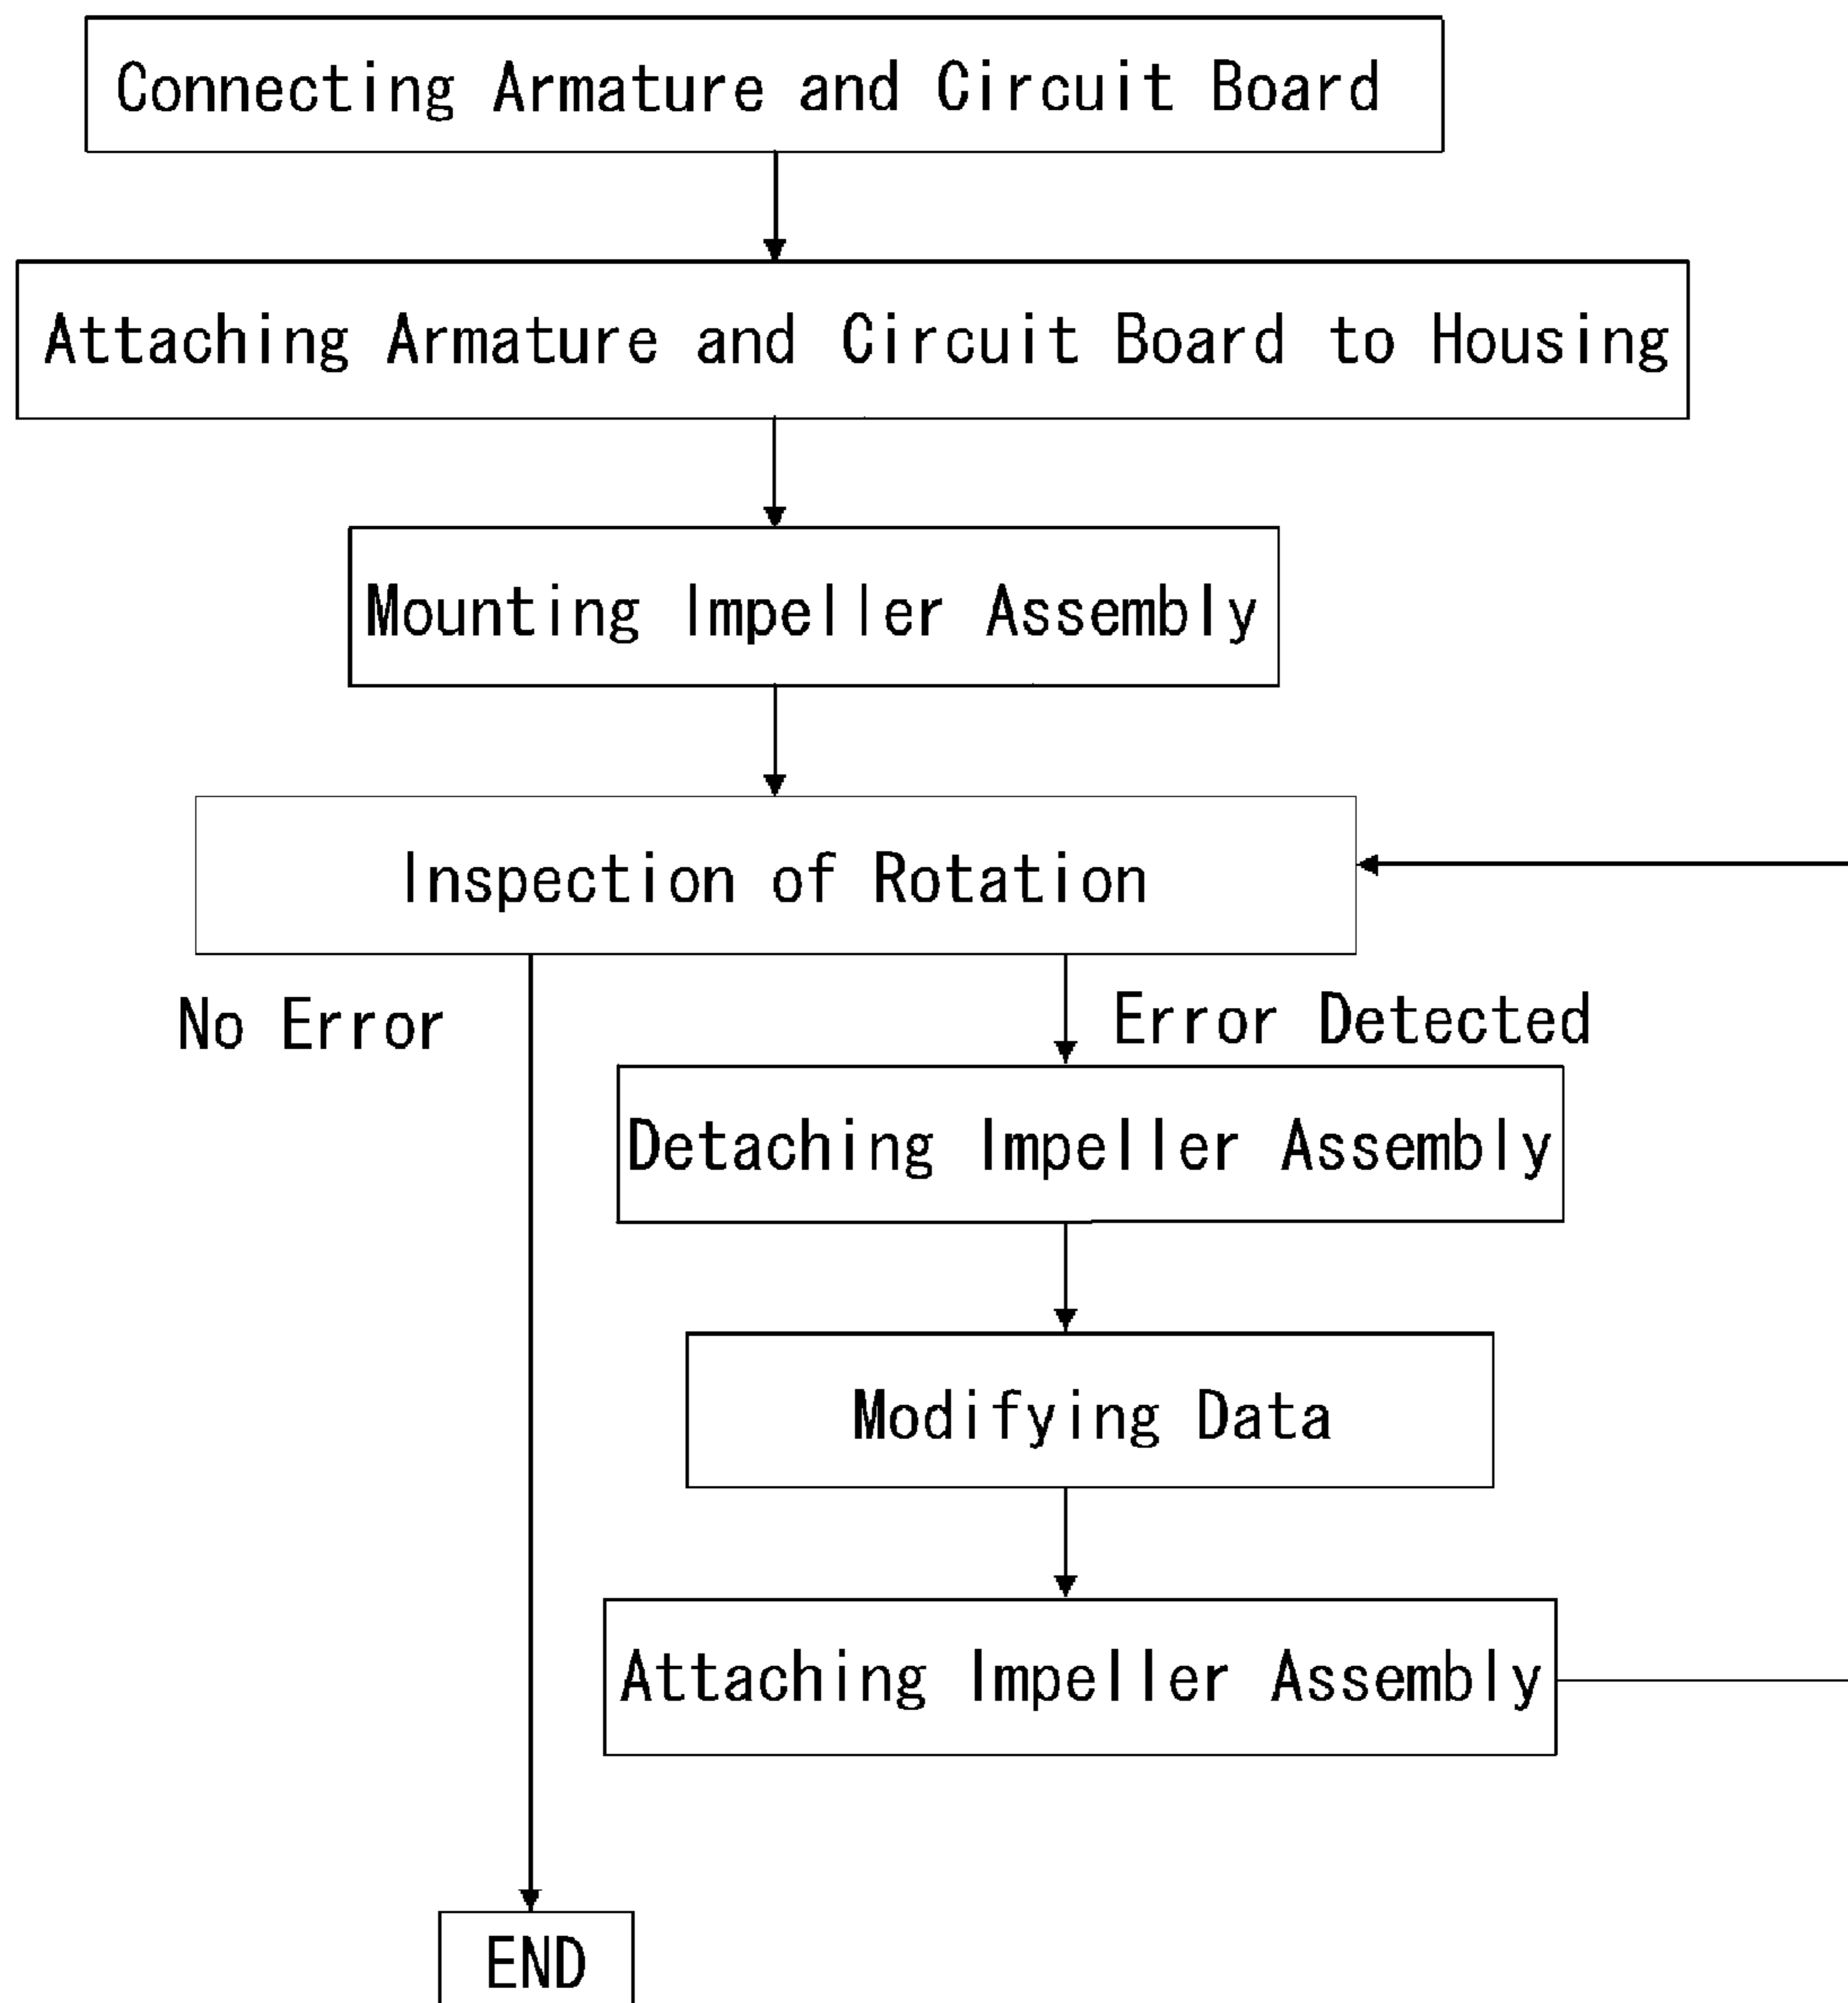 Connecting Armature and Circuit Board
Attaching Armature and Circuit Board to Housing
Mounting Impeller Assembly
Inspection of Rotation
No Error
Error Detected
Detaching Impeller Assembly
Modifying Data
Attaching Impeller Assembly
END